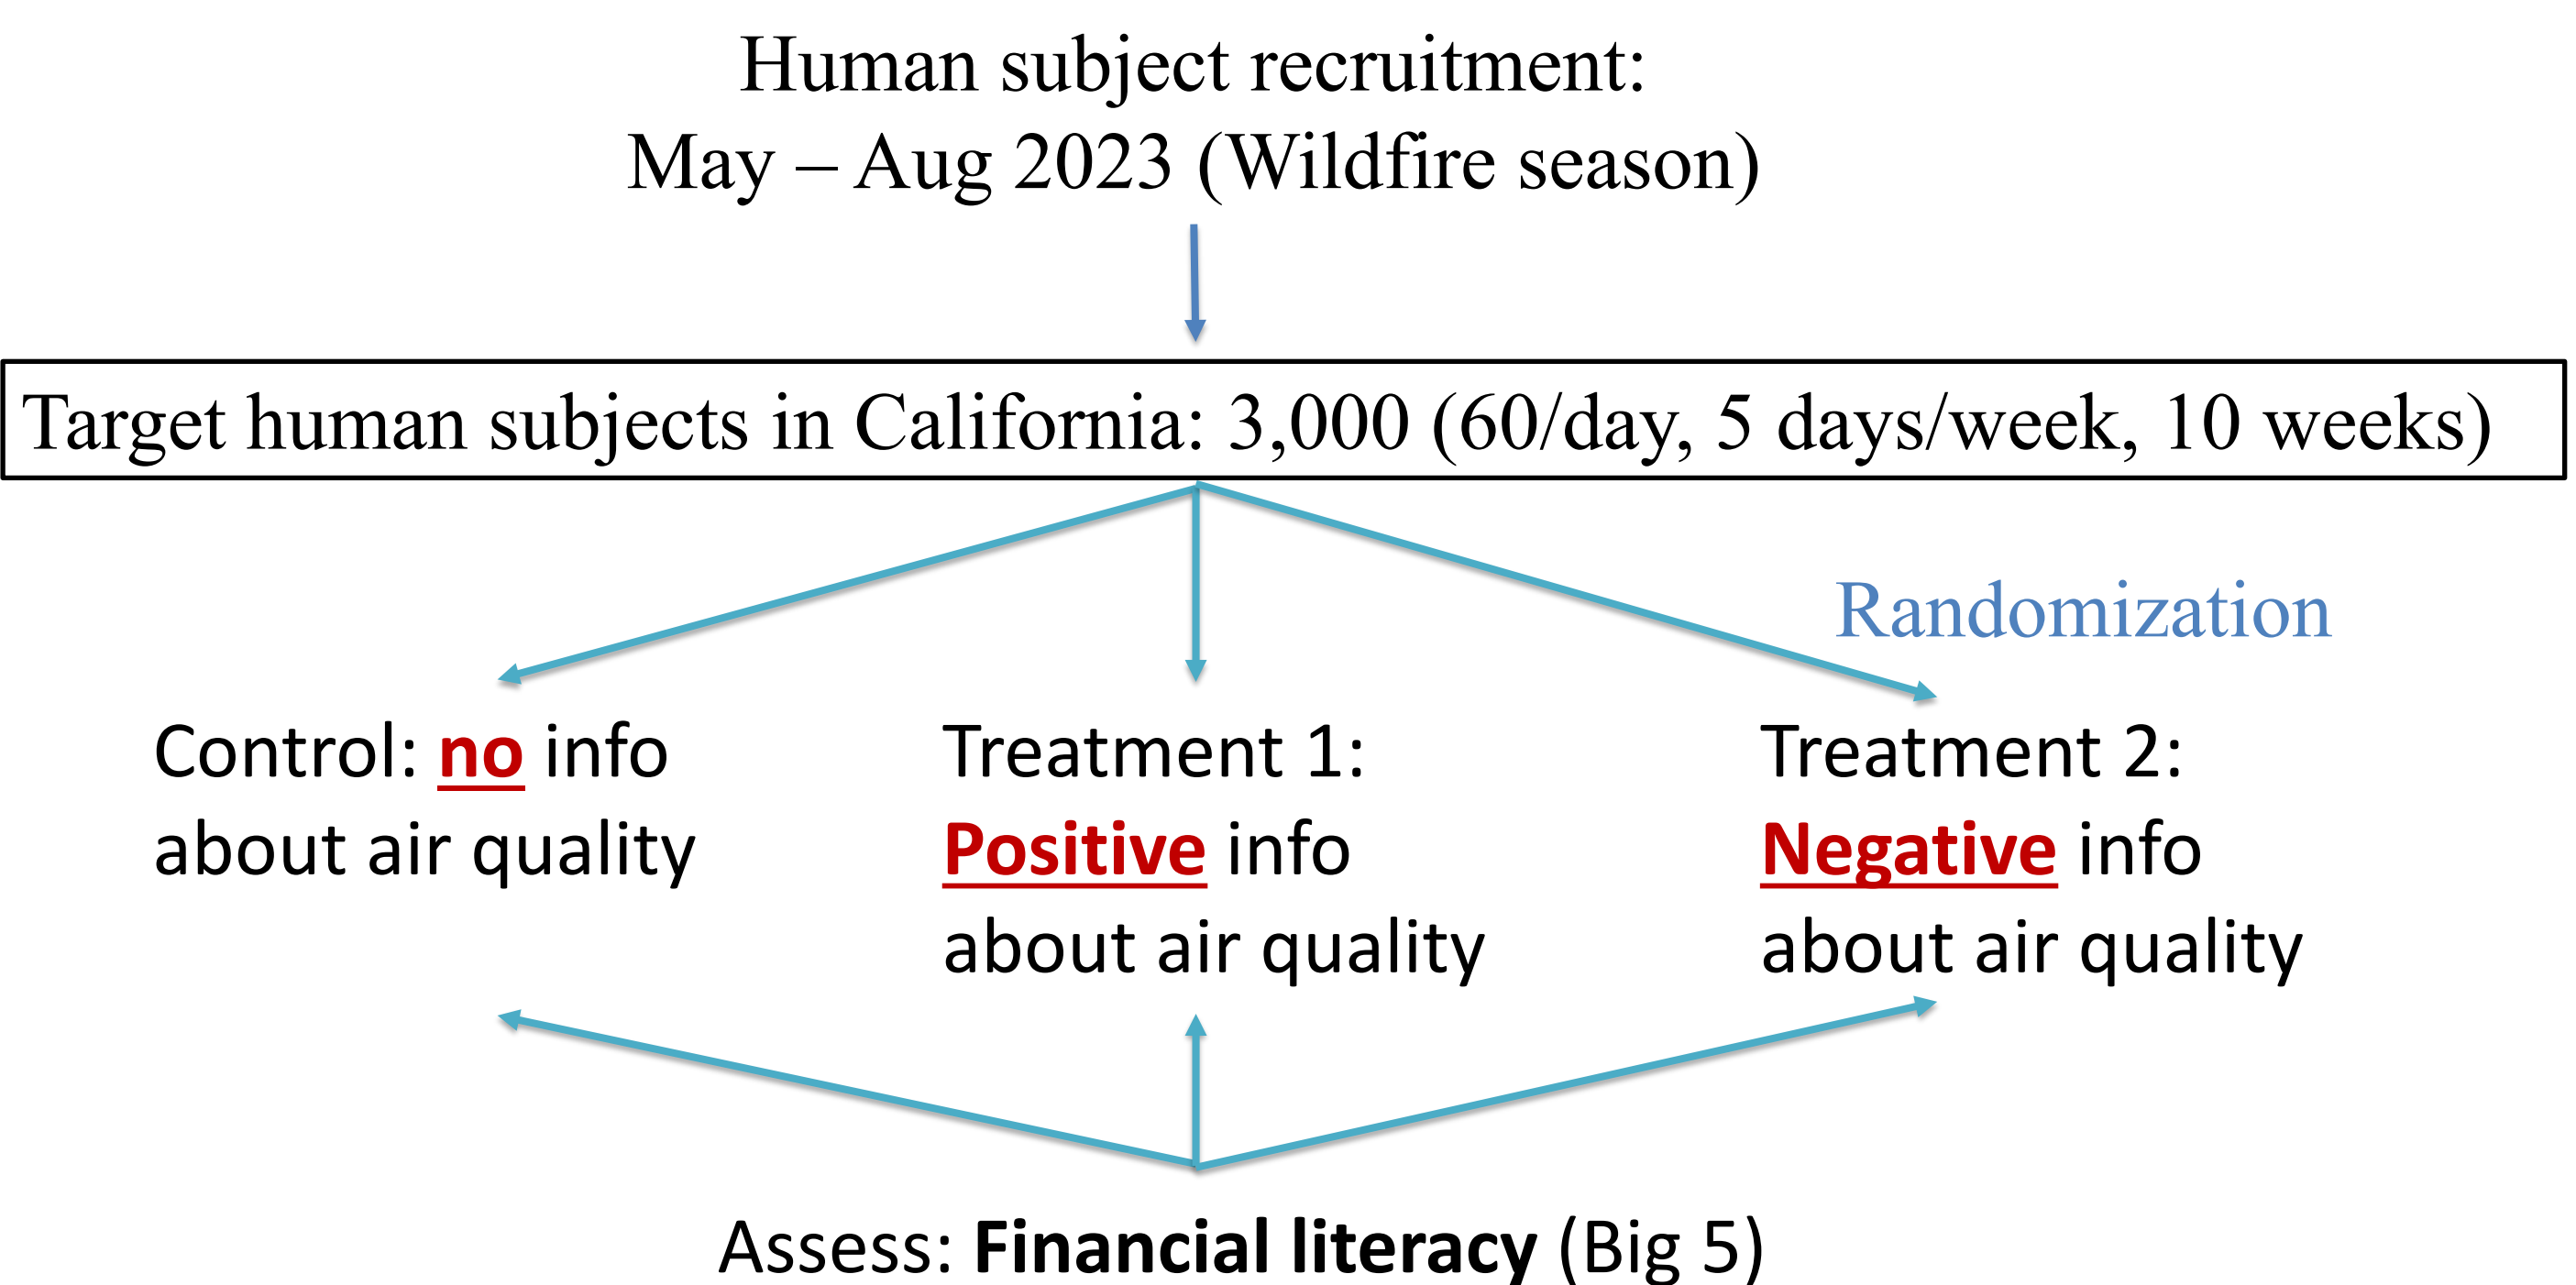 Human subject recruitment:
May – Aug 2023 (Wildfire season)
Target human subjects in California: 3,000 (60/day, 5 days/week, 10 weeks)
Randomization
Control: no info
about air quality
Treatment 1:
Positive info
about air quality
Treatment 2:
Negative info
about air quality
Assess: Financial literacy (Big 5)